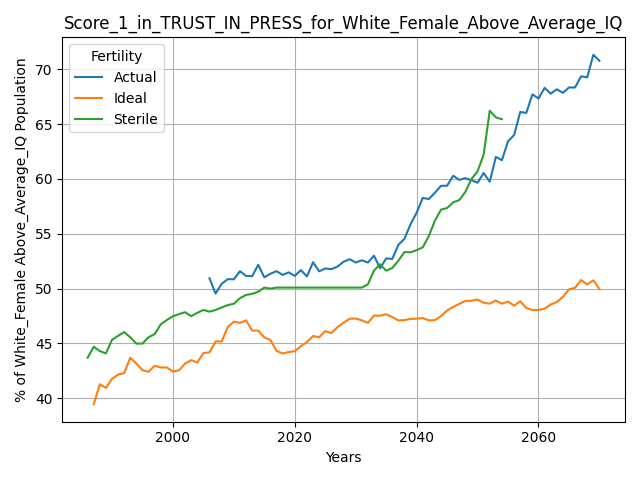 Score_1_in_TRUST_IN_PRESS_for_White_Female_Above_Average_IQ
% of White_Female Above_Average_IQ Population
Fertility
Actual
Ideal
Sterile
70
65
60
55
50
45
40
2000
2020
2040
2060
Years